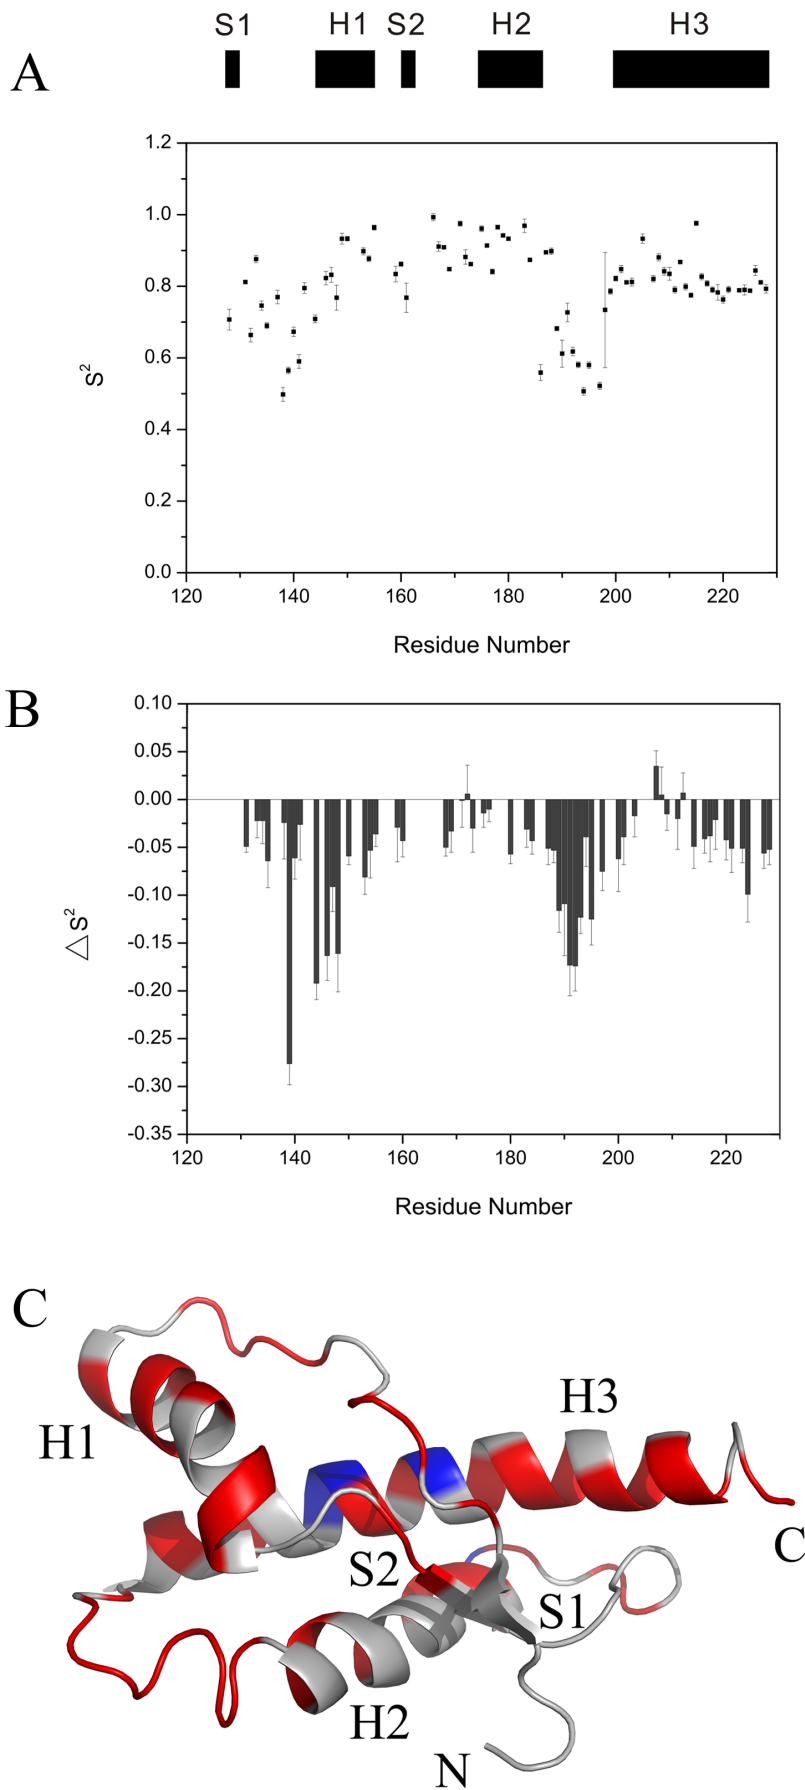 S1 H1 S2 H2 H3
A
1.2
1.0
0.8
0.6
0.4
0.2
0.0
S²
120 140 160 180 200 220
Residue Number
B
0.10
0.05
0.00
-0.05
-0.10
-0.15
-0.20
-0.25
-0.30
-0.35
△S²
120 140 160 180 200 220
Residue Number
C
H3
H1
C
S2
S1
H2
N